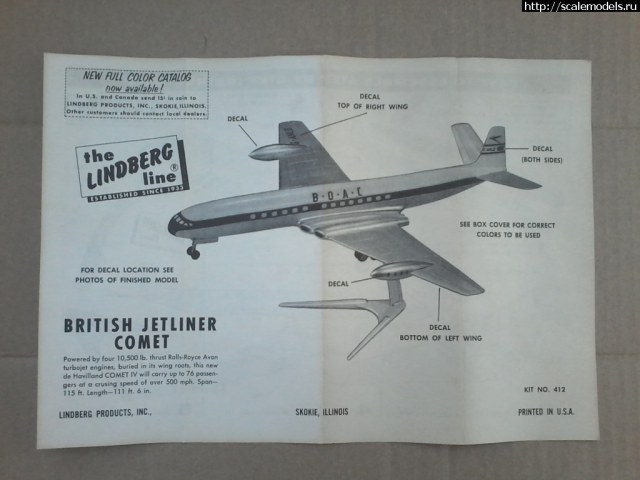 http://scalemodels.ru
NEW FULL COLOR CATALOG
now available!
In U.S. and Canada send 15¢ in coin to
LINDBERG PRODUCTS, INC., SKOKIE, ILLINOIS.
Other customers should contact local dealers.
the
LINDBERG ®
line
ESTABLISHED SINCE 1933
DECAL
DECAL
TOP OF RIGHT WING
DECAL
(BOTH SIDES)
B·O·A·C
SEE BOX COVER FOR CORRECT
COLORS TO BE USED
FOR DECAL LOCATION SEE
PHOTOS OF FINISHED MODEL
DECAL
DECAL
BOTTOM OF LEFT WING
BRITISH JETLINER
COMET
Powered by four 10,500 lb. thrust Rolls-Royce Avon
turbojet engines, buried in its wing roots, this new
de Havilland COMET IV will carry up to 76 passen-
gers at a crusing speed of over 500 mph. Span—
115 ft. Length—111 ft. 6 in.
KIT NO. 412
LINDBERG PRODUCTS, INC.,
SKOKIE, ILLINOIS
PRINTED IN U.S.A.